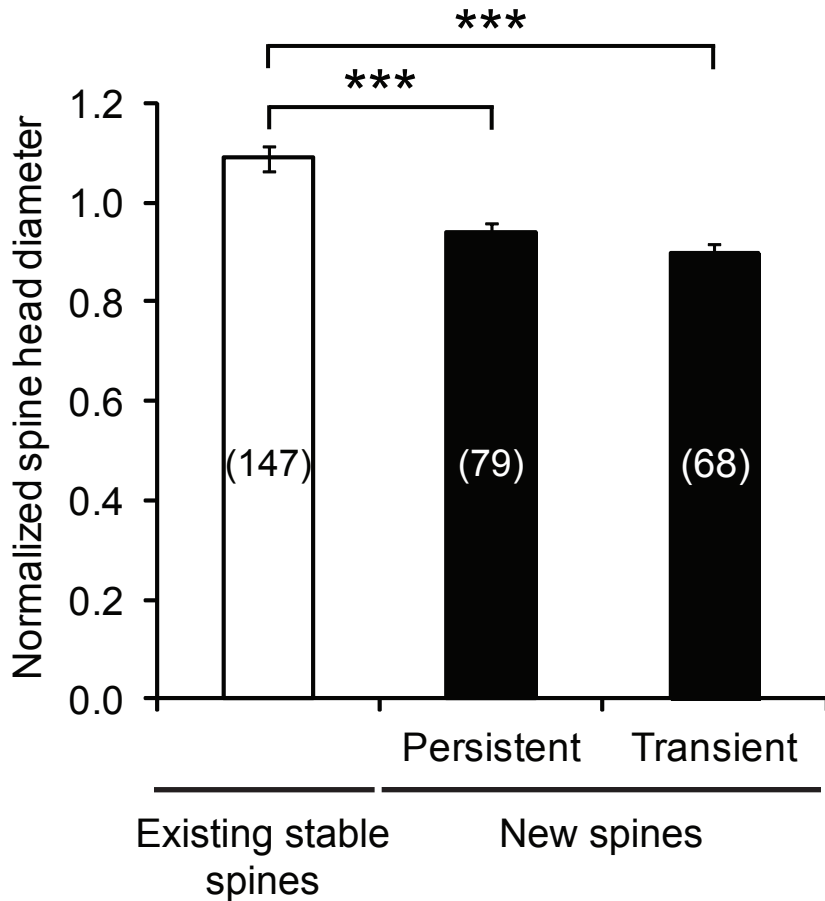 ***
***
Normalized spine head diameter
1.2
1.0
0.8
0.6
0.4
0.2
0.0
(147)
(79)
(68)
Persistent
Transient
Existing stable
spines
New spines